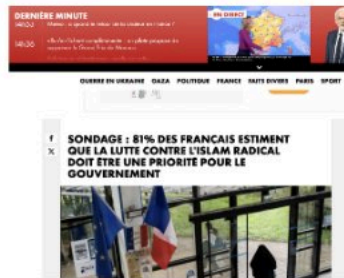 DERNIÈRE MINUTE
EN DIRECT
14h36
GUERRE EN UKRAINE GAZA POLITIQUE FRANCE FAITS DIVERS PARIS SPORT
SONDAGE : 81% DES FRANÇAIS ESTIMENT
QUE LA LUTTE CONTRE L'ISLAM RADICAL
DOIT ÊTRE UNE PRIORITÉ POUR LE
GOUVERNEMENT